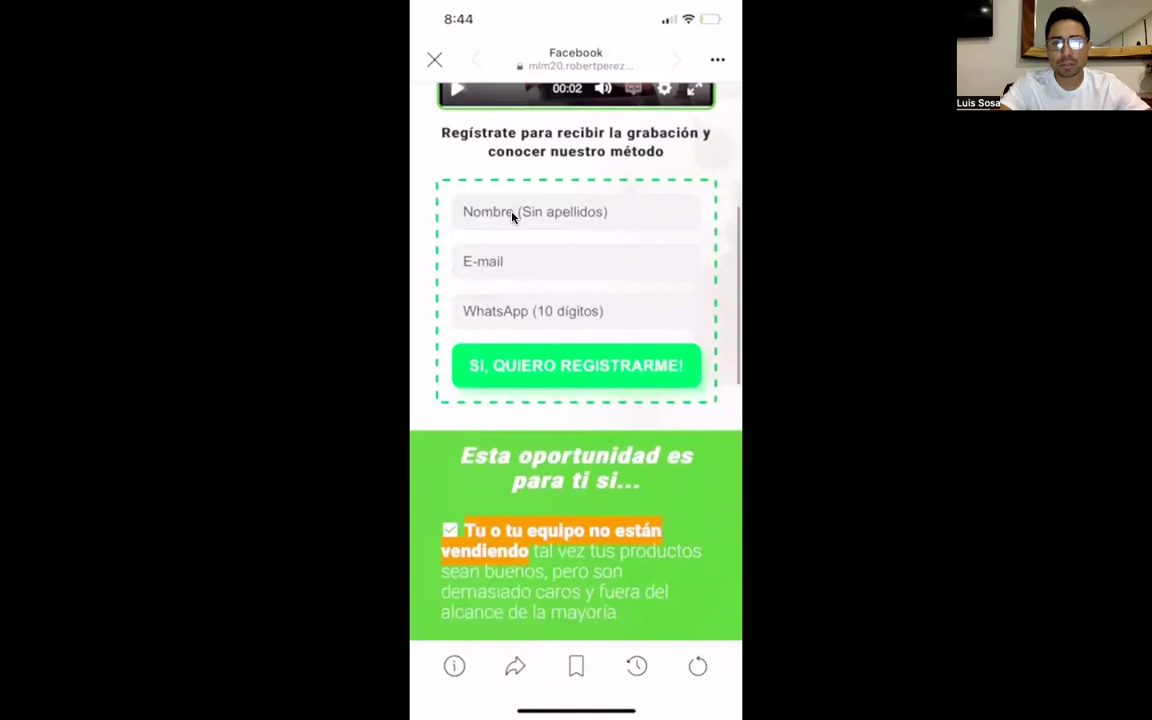 8:44
Facebook
mlm20.robertperez...
00:02
Luis Sosa
Regístrate para recibir la grabación y
conocer nuestro método
Nombre (Sin apellidos)
E-mail
WhatsApp (10 dígitos)
SI, QUIERO REGISTRARME!
Esta oportunidad es
para ti si...
Tu o tu equipo no están
vendiendo tal vez tus productos
sean buenos, pero son
demasiado caros y fuera del
alcance de la mayoría